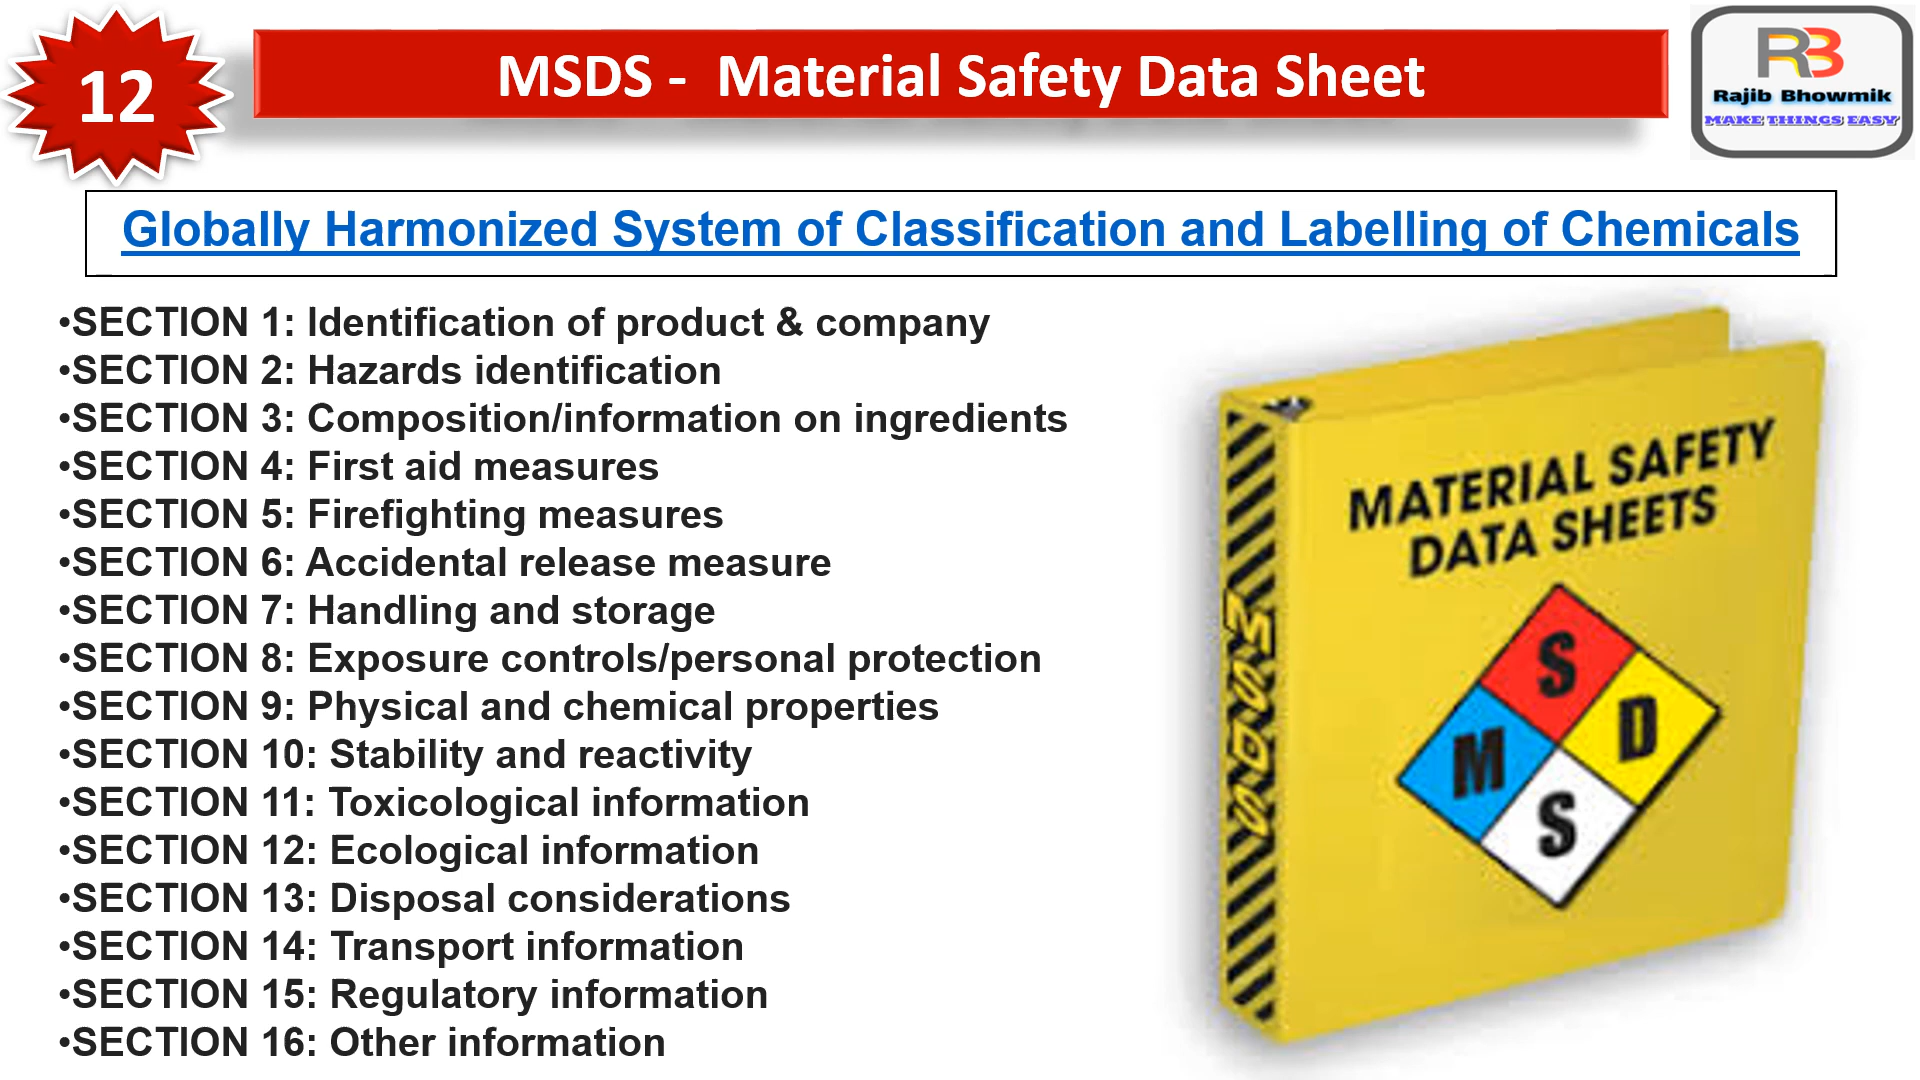 12
MSDS -  Material Safety Data Sheet
RB
Rajib Bhowmik
MAKE THINGS EASY
Globally Harmonized System of Classification and Labelling of Chemicals
•SECTION 1: Identification of product & company
•SECTION 2: Hazards identification
•SECTION 3: Composition/information on ingredients
•SECTION 4: First aid measures
•SECTION 5: Firefighting measures
•SECTION 6: Accidental release measure
•SECTION 7: Handling and storage
•SECTION 8: Exposure controls/personal protection
•SECTION 9: Physical and chemical properties
•SECTION 10: Stability and reactivity
•SECTION 11: Toxicological information
•SECTION 12: Ecological information
•SECTION 13: Disposal considerations
•SECTION 14: Transport information
•SECTION 15: Regulatory information
•SECTION 16: Other information
MATERIAL SAFETY
DATA SHEETS
MSDSS
S
M D
S